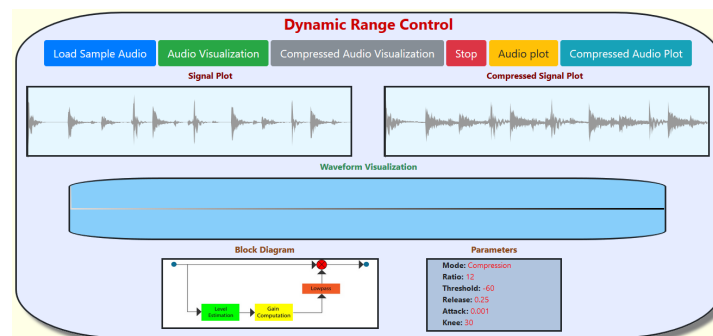 Dynamic Range Control
Load Sample Audio
Audio Visualization
Compressed Audio Visualization
Stop
Audio plot
Compressed Audio Plot
Signal Plot
Compressed Signal Plot
Waveform Visualization
Block Diagram
Lowpass
Level
Estimation
Gain
Computation
Parameters
Mode: Compression
Ratio: 12
Threshold: -60
Release: 0.25
Attack: 0.001
Knee: 30